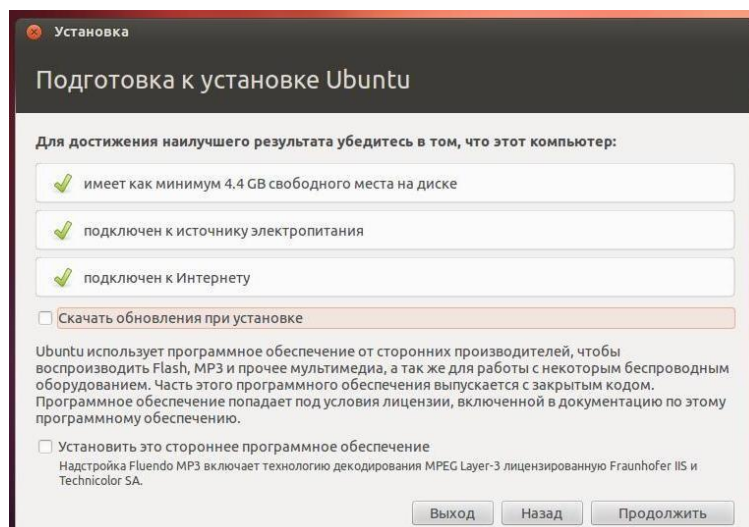 Установка
Подготовка к установке Ubuntu
Для достижения наилучшего результата убедитесь в том, что этот компьютер:
имеет как минимум 4.4 GB свободного места на диске
подключен к источнику электропитания
подключен к Интернету
Скачать обновления при установке
Ubuntu использует программное обеспечение от сторонних производителей, чтобы
воспроизводить Flash, MP3 и прочее мультимедиа, а так же для работы с некоторым беспроводным
оборудованием. Часть этого программного обеспечения выпускается с закрытым кодом.
Программное обеспечение попадает под условия лицензии, включенной в документацию по этому
программному обеспечению.
Установить это стороннее программное обеспечение
Надстройка Fluendo MP3 включает технологию декодирования MPEG Layer-3 лицензированную Fraunhofer IIS и
Technicolor SA.
Выход Назад Продолжить